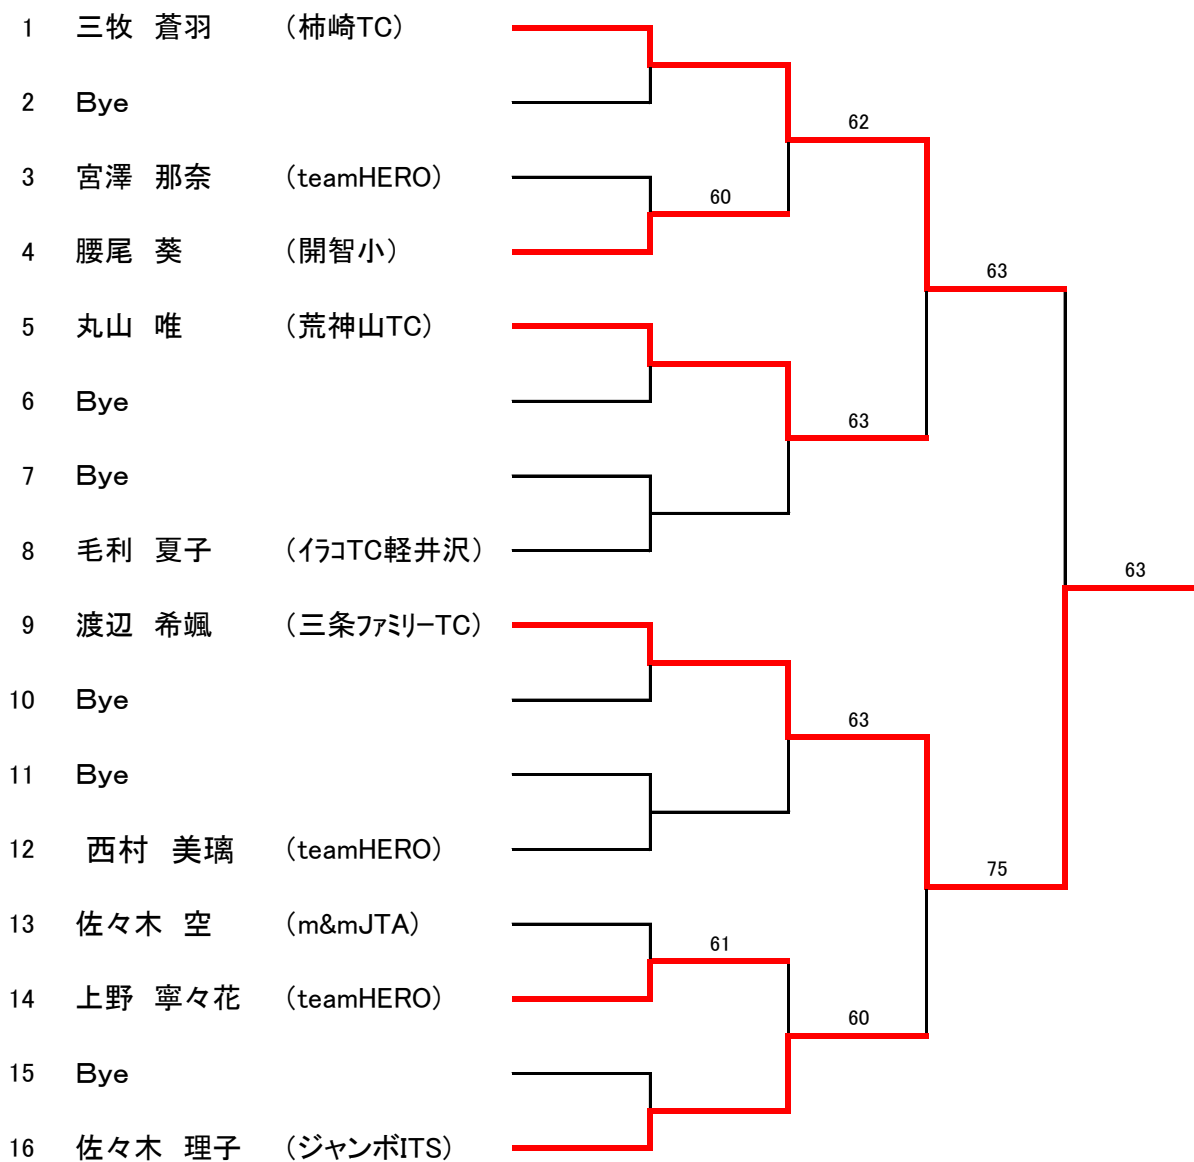 1 三牧 蒼羽 (柿崎TC)
2 Bye
62
3 宮澤 那奈 (teamHERO)
60
4 腰尾 葵 (開智小)
63
5 丸山 唯 (荒神山TC)
6 Bye
63
7 Bye
8 毛利 夏子 (イラコTC軽井沢)
63
9 渡辺 希颯 (三条ファミリーTC)
10 Bye
63
11 Bye
12 西村 美璃 (teamHERO)
75
13 佐々木 空 (m&mJTA)
61
14 上野 寧々花 (teamHERO)
60
15 Bye
16 佐々木 理子 (ジャンボITS)